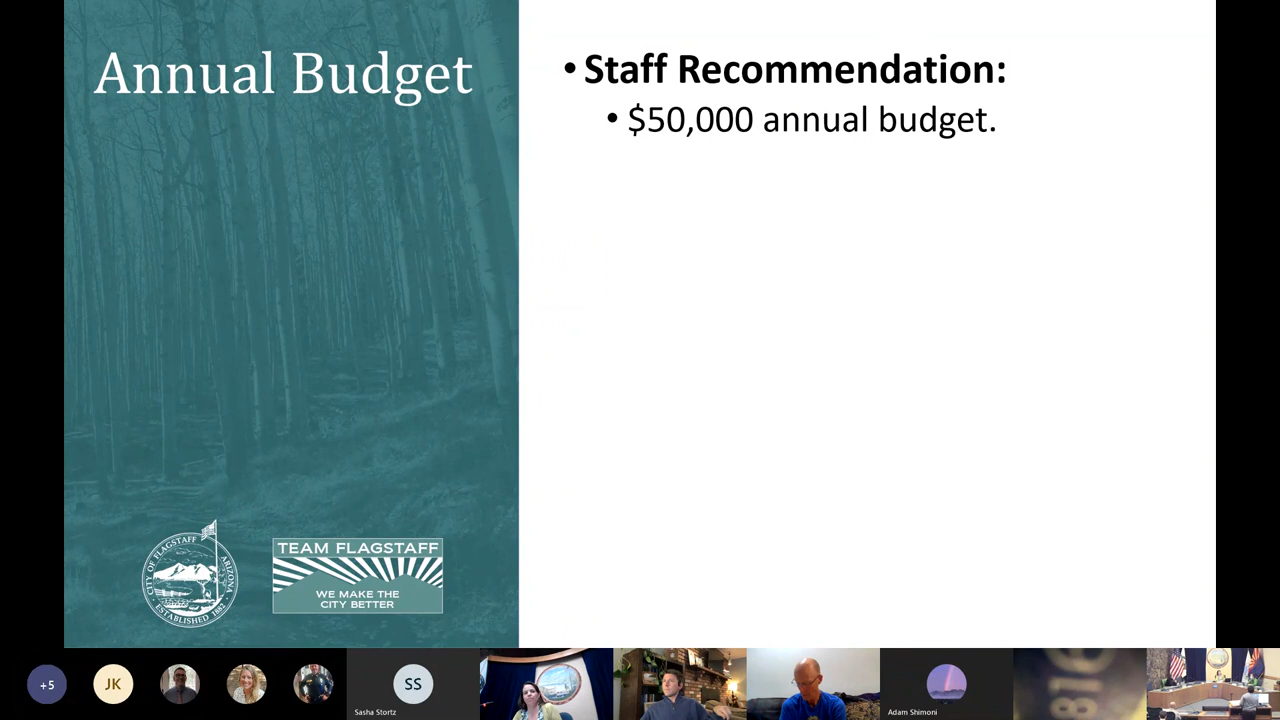 Annual Budget
• Staff Recommendation:
• $50,000 annual budget.
CITY OF FLAGSTAFF
ARIZONA
ESTABLISHED 1882
TEAM FLAGSTAFF
WE MAKE THE
CITY BETTER
+5
JK
SS
Sasha Stortz
Adam Shimoni